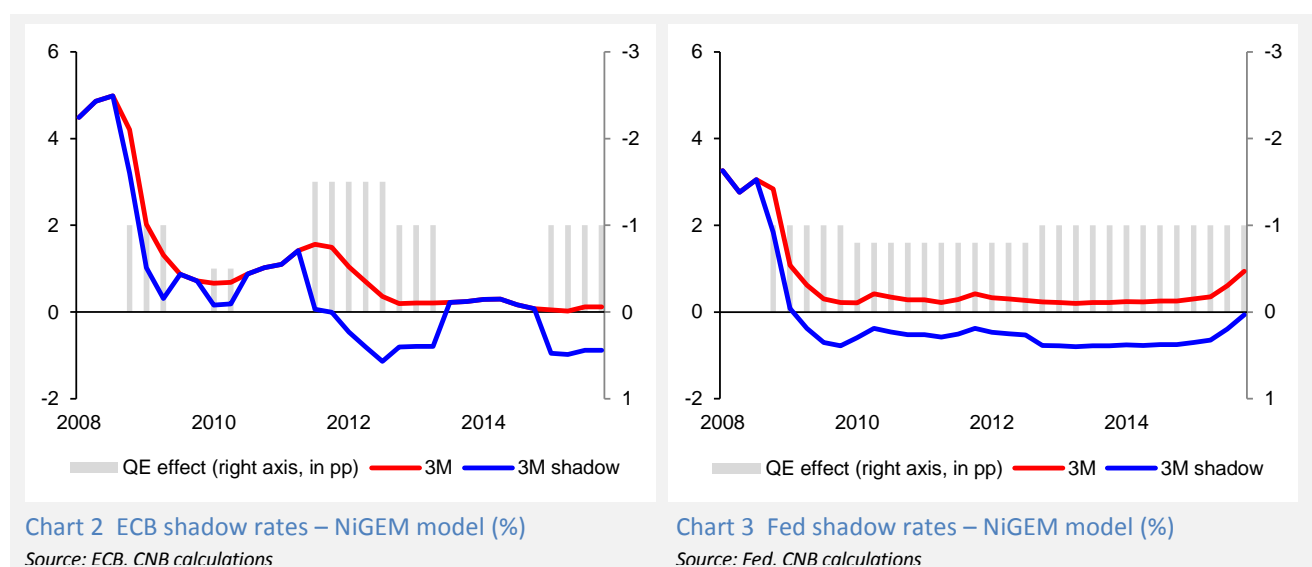 6
4
2
0
-2
-3
-2
-1
0
1
2008 2010 2012 2014
QE effect (right axis, in pp) 3M 3M shadow
Chart 2 ECB shadow rates – NiGEM model (%)
Source: ECB, CNB calculations
6
4
2
0
-2
-3
-2
-1
0
1
2008 2010 2012 2014
QE effect (right axis, in pp) 3M 3M shadow
Chart 3 Fed shadow rates – NiGEM model (%)
Source: Fed, CNB calculations